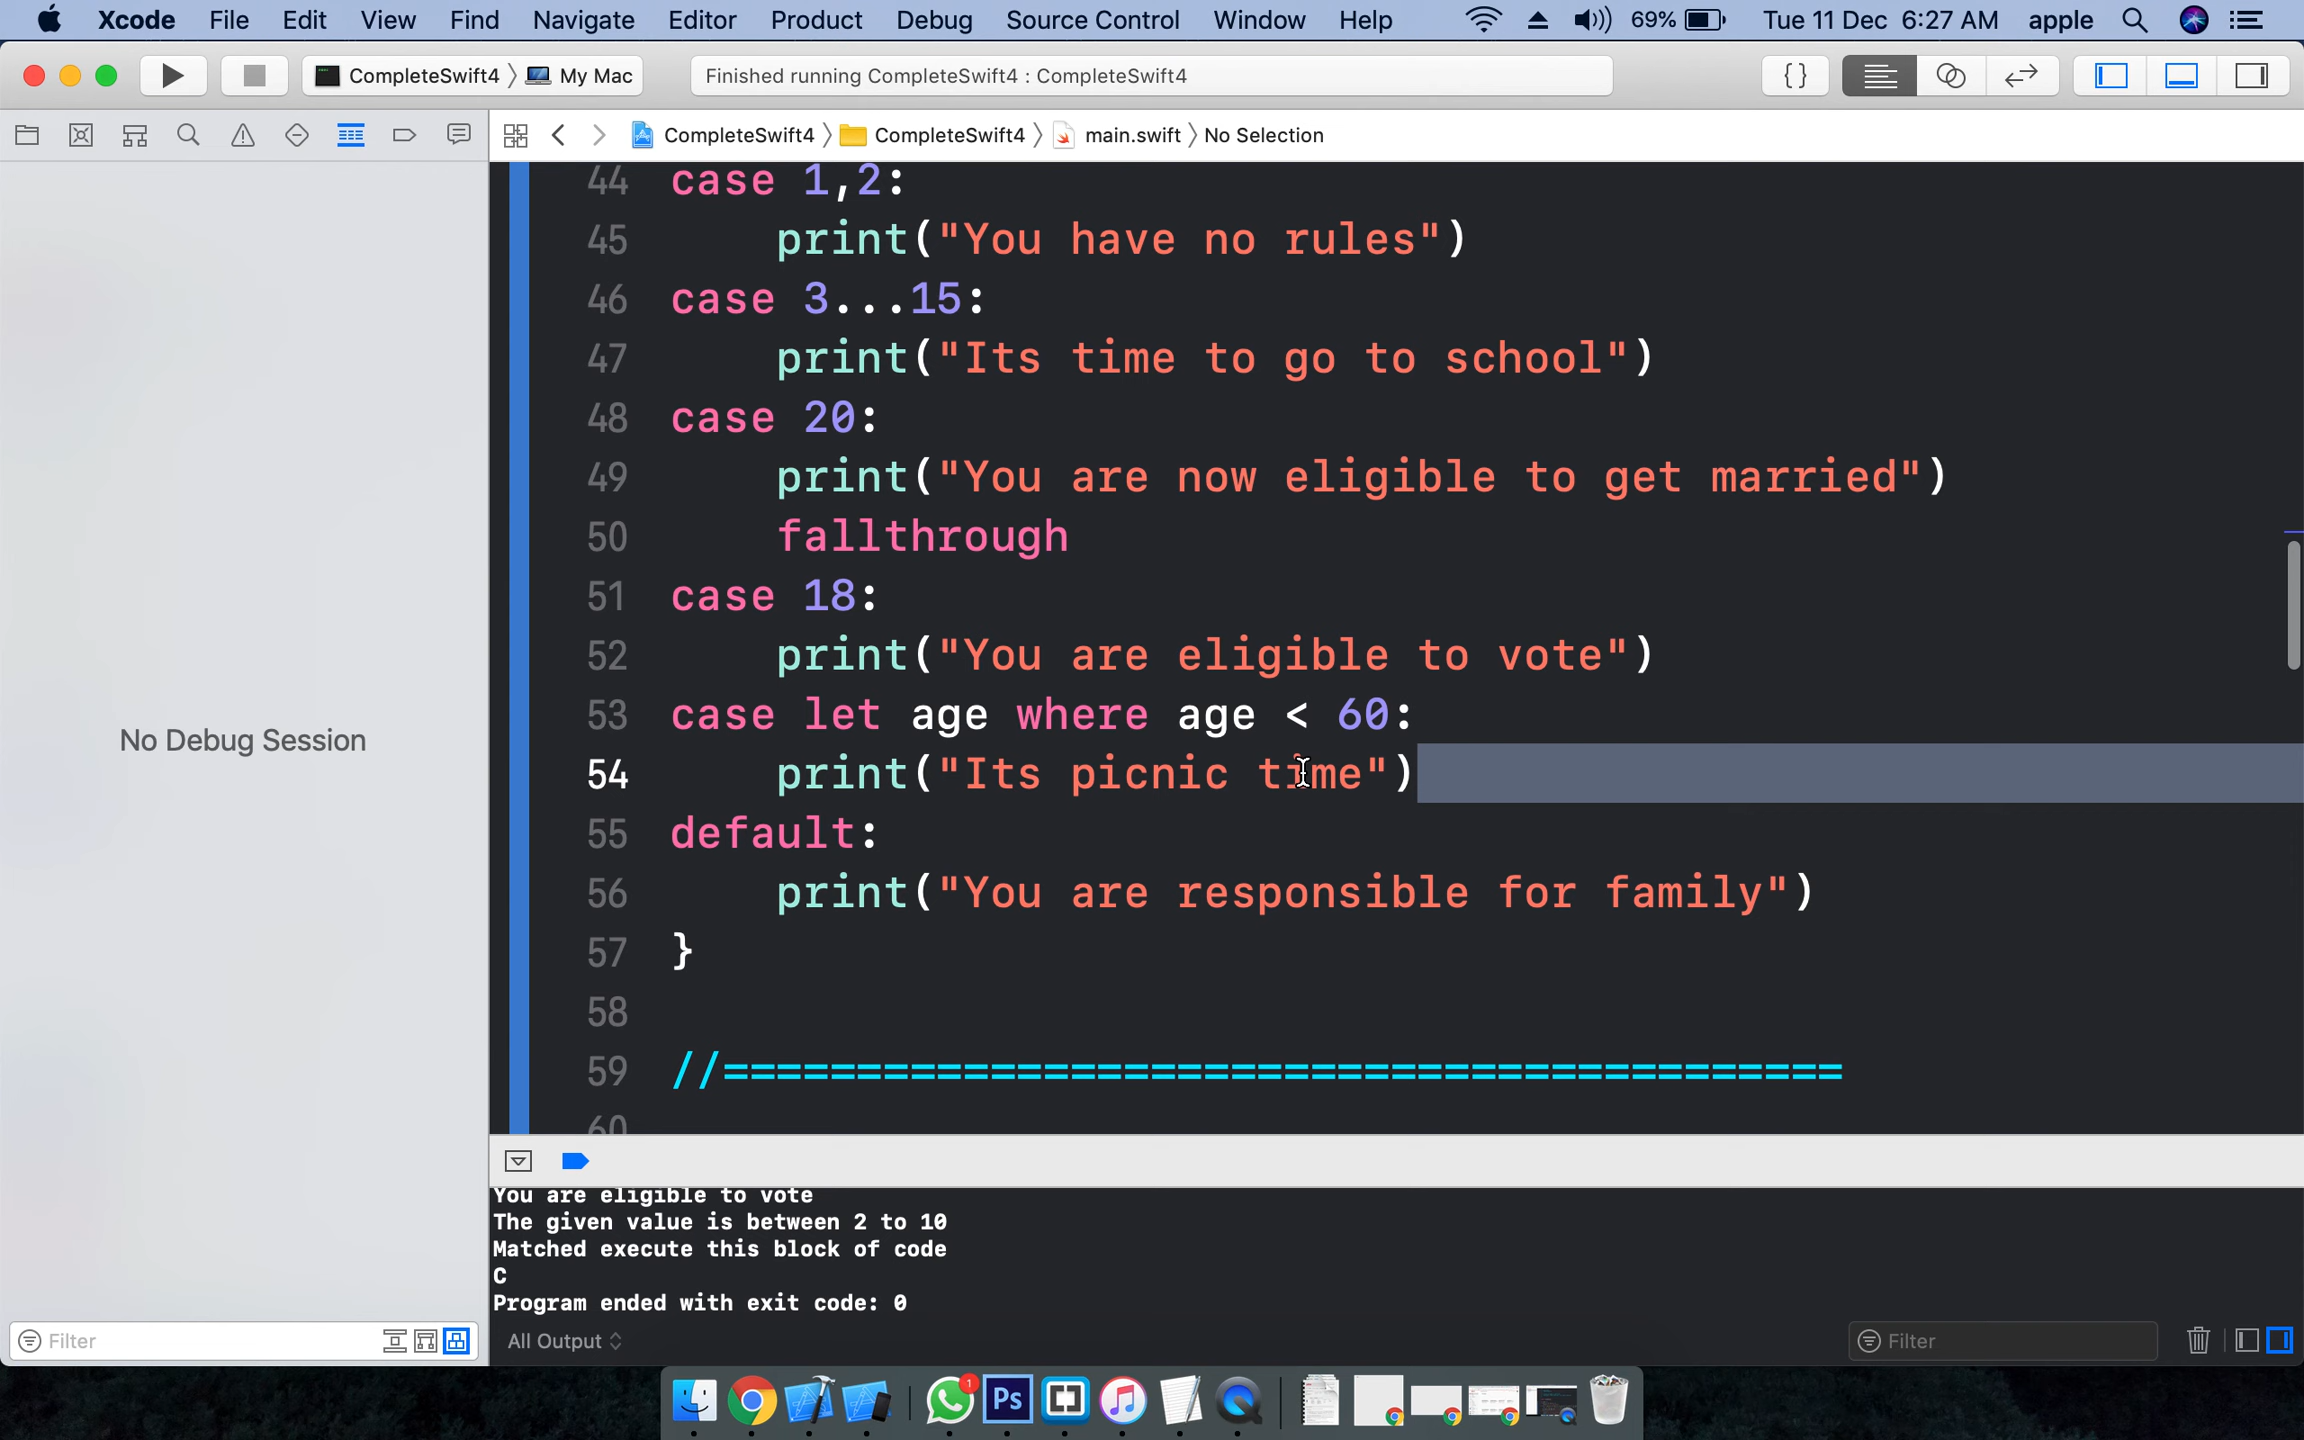 Xcode File Edit View Find Navigate Editor Product Debug Source Control Window Help 69% Tue 11 Dec 6:27 AM apple
CompleteSwift4 My Mac Finished running CompleteSwift4 : CompleteSwift4 {}
CompleteSwift4 CompleteSwift4 main.swift No Selection
44 case 1,2:
45 print("You have no rules")
46 case 3...15:
47 print("Its time to go to school")
48 case 20:
49 print("You are now eligible to get married")
50 fallthrough
51 case 18:
52 print("You are eligible to vote")
53 case let age where age < 60:
No Debug Session
54 print("Its picnic time")
55 default:
56 print("You are responsible for family")
57 }
58
59 //==========================================
60
You are eligible to vote
The given value is between 2 to 10
Matched execute this block of code
C
Program ended with exit code: 0
Filter All Output Filter
1
Ps